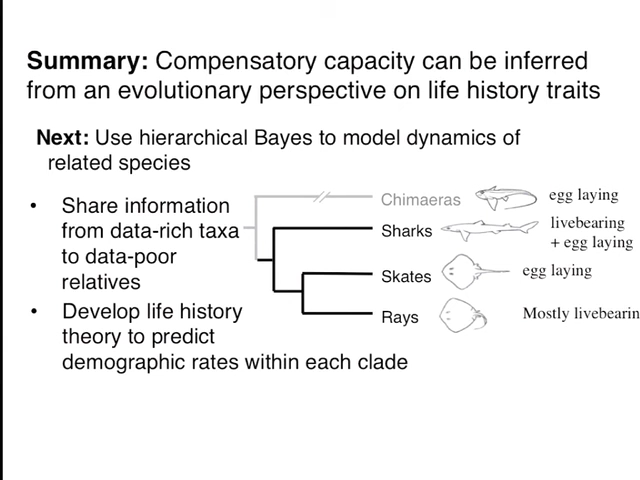 Summary: Compensatory capacity can be inferred
from an evolutionary perspective on life history traits
Next: Use hierarchical Bayes to model dynamics of
related species
• Share information
from data-rich taxa
to data-poor
relatives
• Develop life history
theory to predict
demographic rates within each clade
Chimaeras egg laying
Sharks livebearing
+ egg laying
Skates egg laying
Rays Mostly livebearin